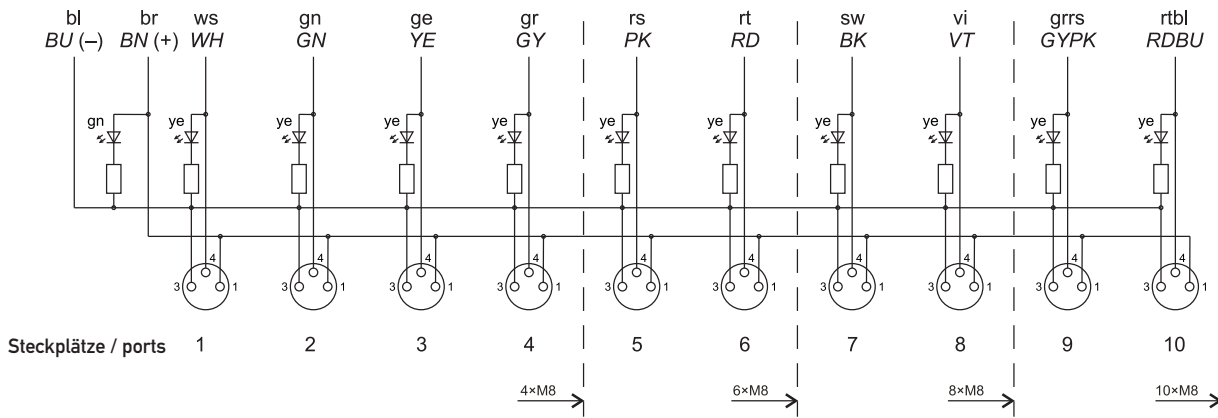 bl br ws gn ge gr rs rt sw vi grrs rtbl
BU (–) BN (+) WH GN YE GY PK RD BK VT GYPK RDBU
gn ye ye ye ye ye ye ye ye ye ye
4 4 4 4 4 4 4 4 4 4
3 1 3 1 3 1 3 1 3 1 3 1 3 1 3 1 3 1 3 1
Steckplätze / ports 1 2 3 4 5 6 7 8 9 10
4×M8 6×M8 8×M8 10×M8